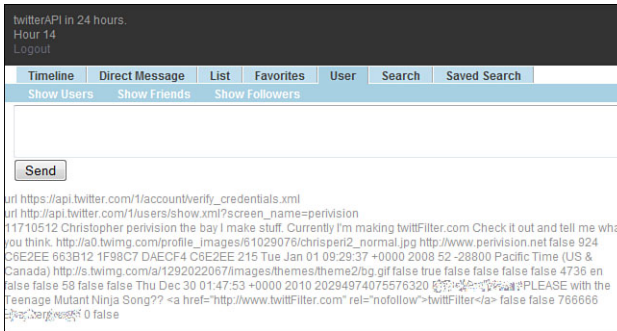 twitterAPI in 24 hours.
Hour 14
Logout
Timeline Direct Message List Favorites User Search Saved Search
Show Users Show Friends Show Followers
Send
url https://api.twitter.com/1/account/verify_credentials.xml
url http://api.twitter.com/1/users/show.xml?screen_name=perivision
11710512 Christopher perivision the bay I make stuff. Currently I'm making twittFilter.com Check it out and tell me wha
you think. http://a0.twimg.com/profile_images/61029076/chrisperi2_normal.jpg http://www.perivision.net false 924
C6E2EE 663B12 1F98C7 DAECF4 C6E2EE 215 Tue Jan 01 09:29:37 +0000 2008 52 -28800 Pacific Time (US &
Canada) http://s.twimg.com/a/1292022067/images/themes/theme2/bg.gif false true false false false false 4736 en
false false 58 false false Thu Dec 30 01:47:53 +0000 2010 20294974075576320 PLEASE with the
Teenage Mutant Ninja Song?? <a href="http://www.twittFilter.com" rel="nofollow">twittFilter</a> false false 766666
0 false